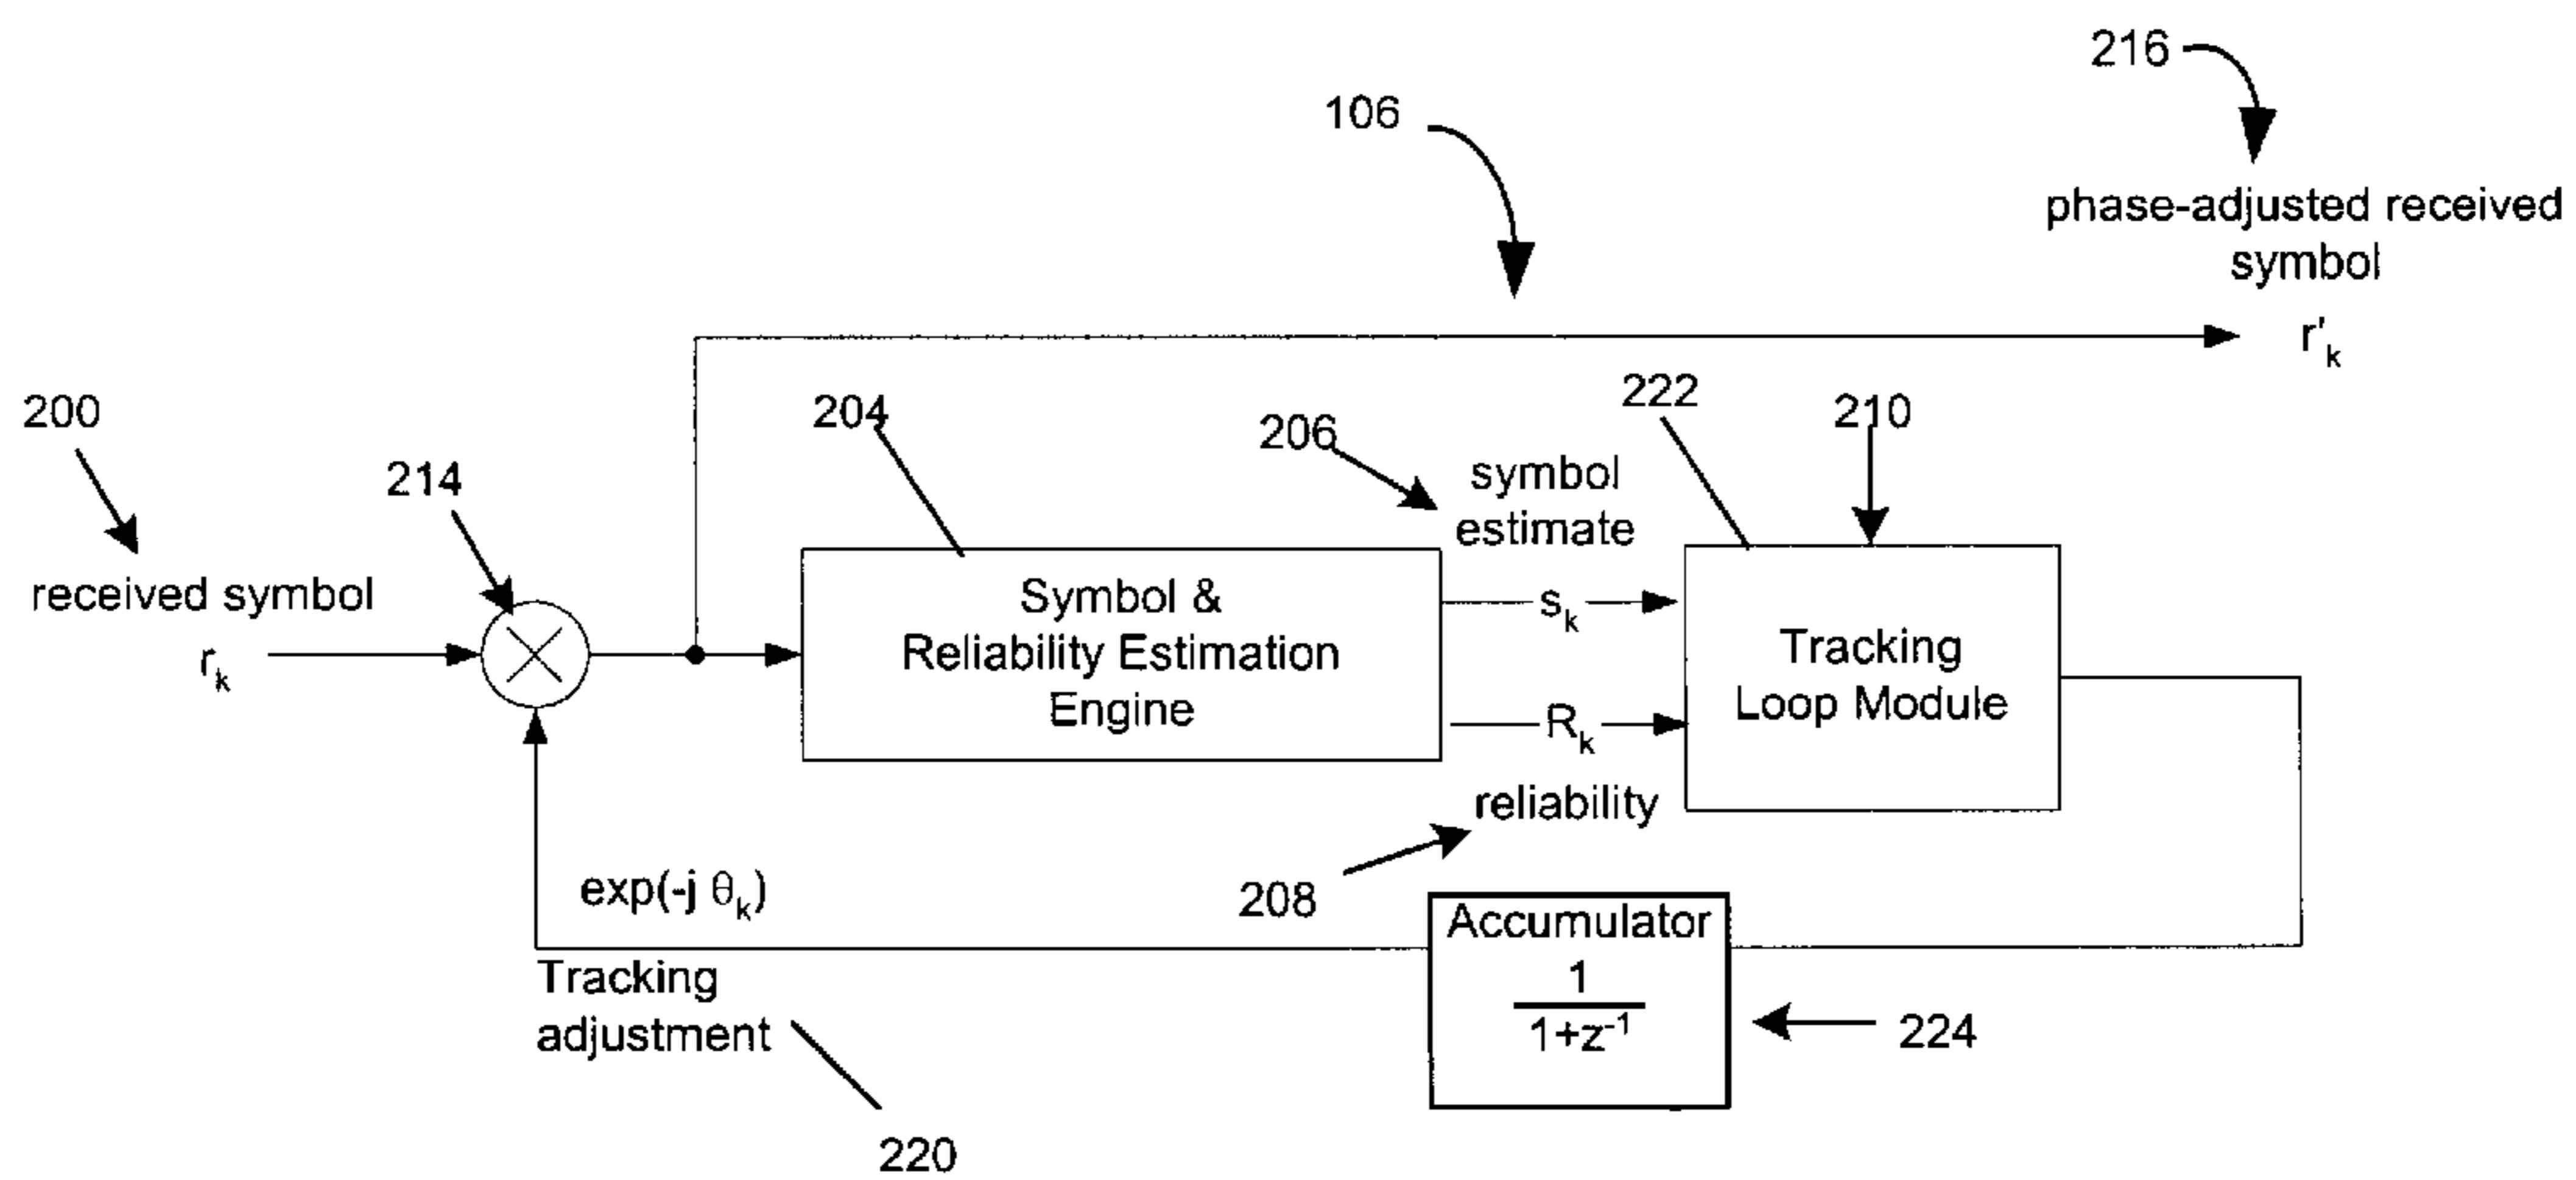 216
106
phase-adjusted received
symbol
r'k
200
204
222
210
206
214
symbol
estimate
received symbol
rk
Symbol &
Reliability Estimation
Engine
sk
Tracking
Loop Module
Rk
reliability
208
exp(-j θk)
Accumulator
1
1+z-1
224
Tracking
adjustment
220